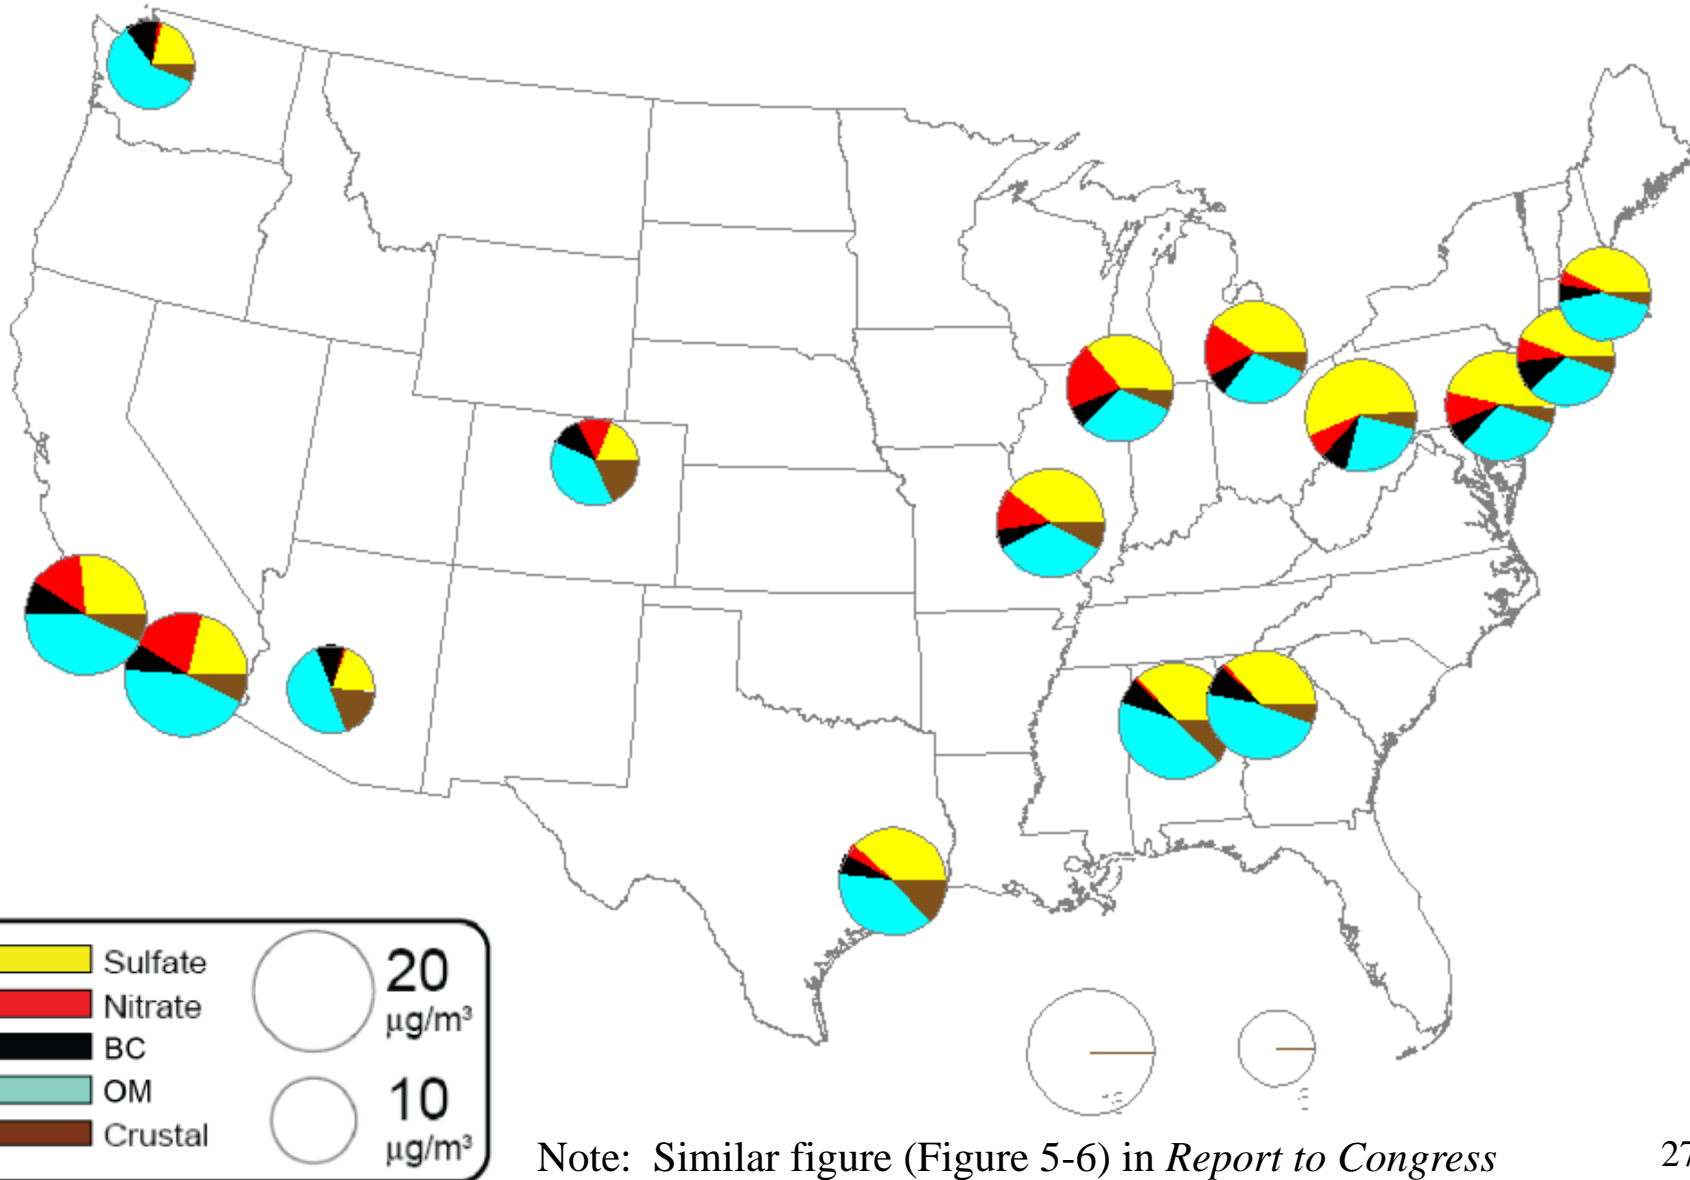 Sulfate
Nitrate
BC
OM
Crustal
20
µg/m³
10
µg/m³
Note: Similar figure (Figure 5-6) in Report to Congress
27